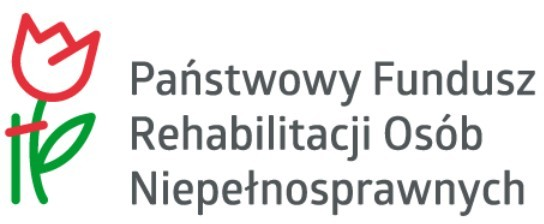 Państwowy Fundusz
Rehabilitacji Osób
Niepełnosprawnych